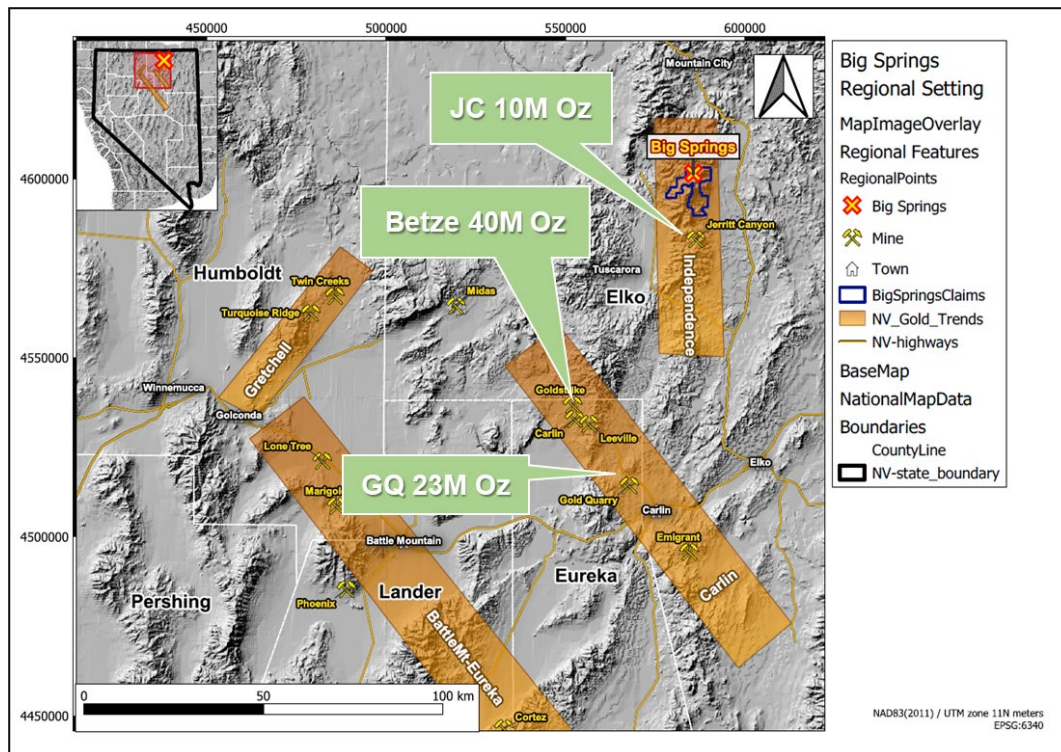 450000
500000
550000
600000
4600000
4550000
4500000
4450000
Mountain City
JC 10M Oz
Big Springs
Betze 40M Oz
Jerritt Canyon
Humboldt
Twin Creeks
Turquoise Ridge
Midas
Tuscarora
Elko
Independence
Getchell
Winnemucca
Golconda
Goldstrike
Carlin
Leeville
Lone Tree
Elko
GQ 23M Oz
Marigold
Gold Quarry
Carlin
Battle Mountain
Emigrant
Eureka
Carlin
Phoenix
Lander
Pershing
BattleMt-Eureka
Cortez
0
50
100 km
Big Springs
Regional Setting
MapImageOverlay
Regional Features
RegionalPoints
Big Springs
Mine
Town
BigSpringsClaims
NV_Gold_Trends
NV-highways
BaseMap
NationalMapData
Boundaries
CountyLine
NV-state_boundary
NAD83(2011) / UTM zone 11N meters
EPSG:6340